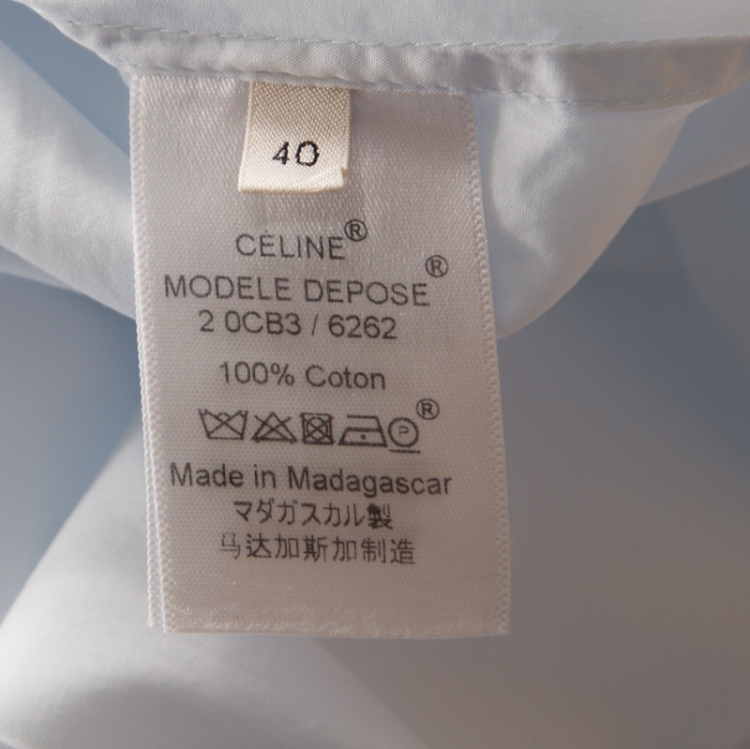 40
CÉLINE®
MODELE DEPOSE®
2 0CB3 / 6262
100% Coton
P ®
Made in Madagascar
マダガスカル製
马达加斯加制造